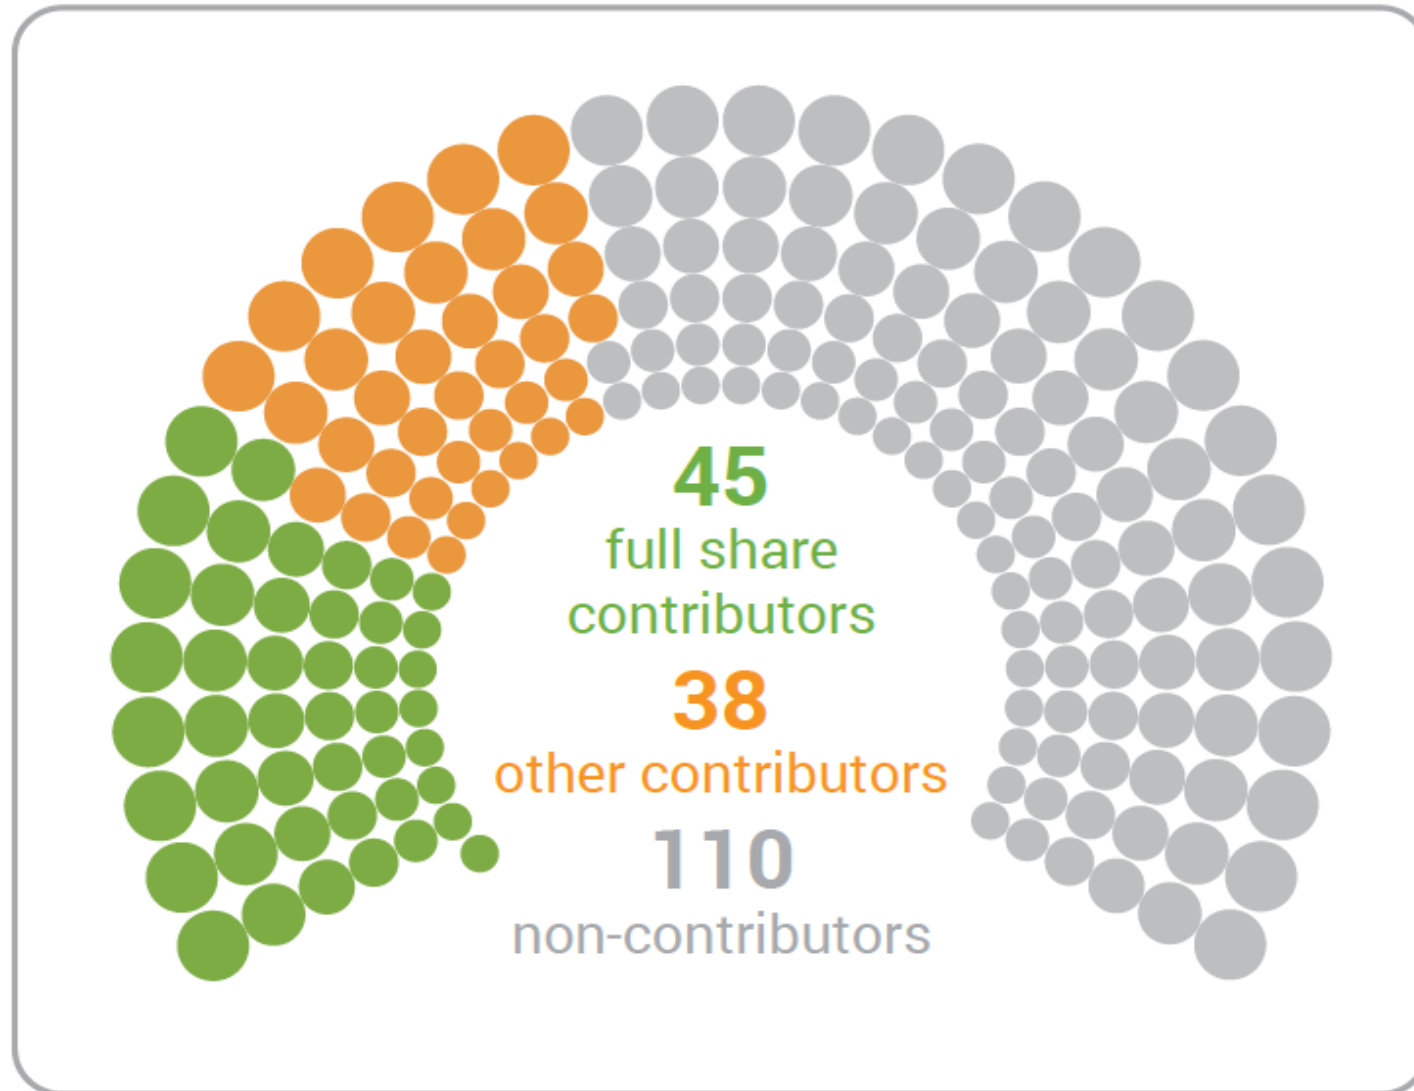 45
full share
contributors
38
other contributors
110
non-contributors